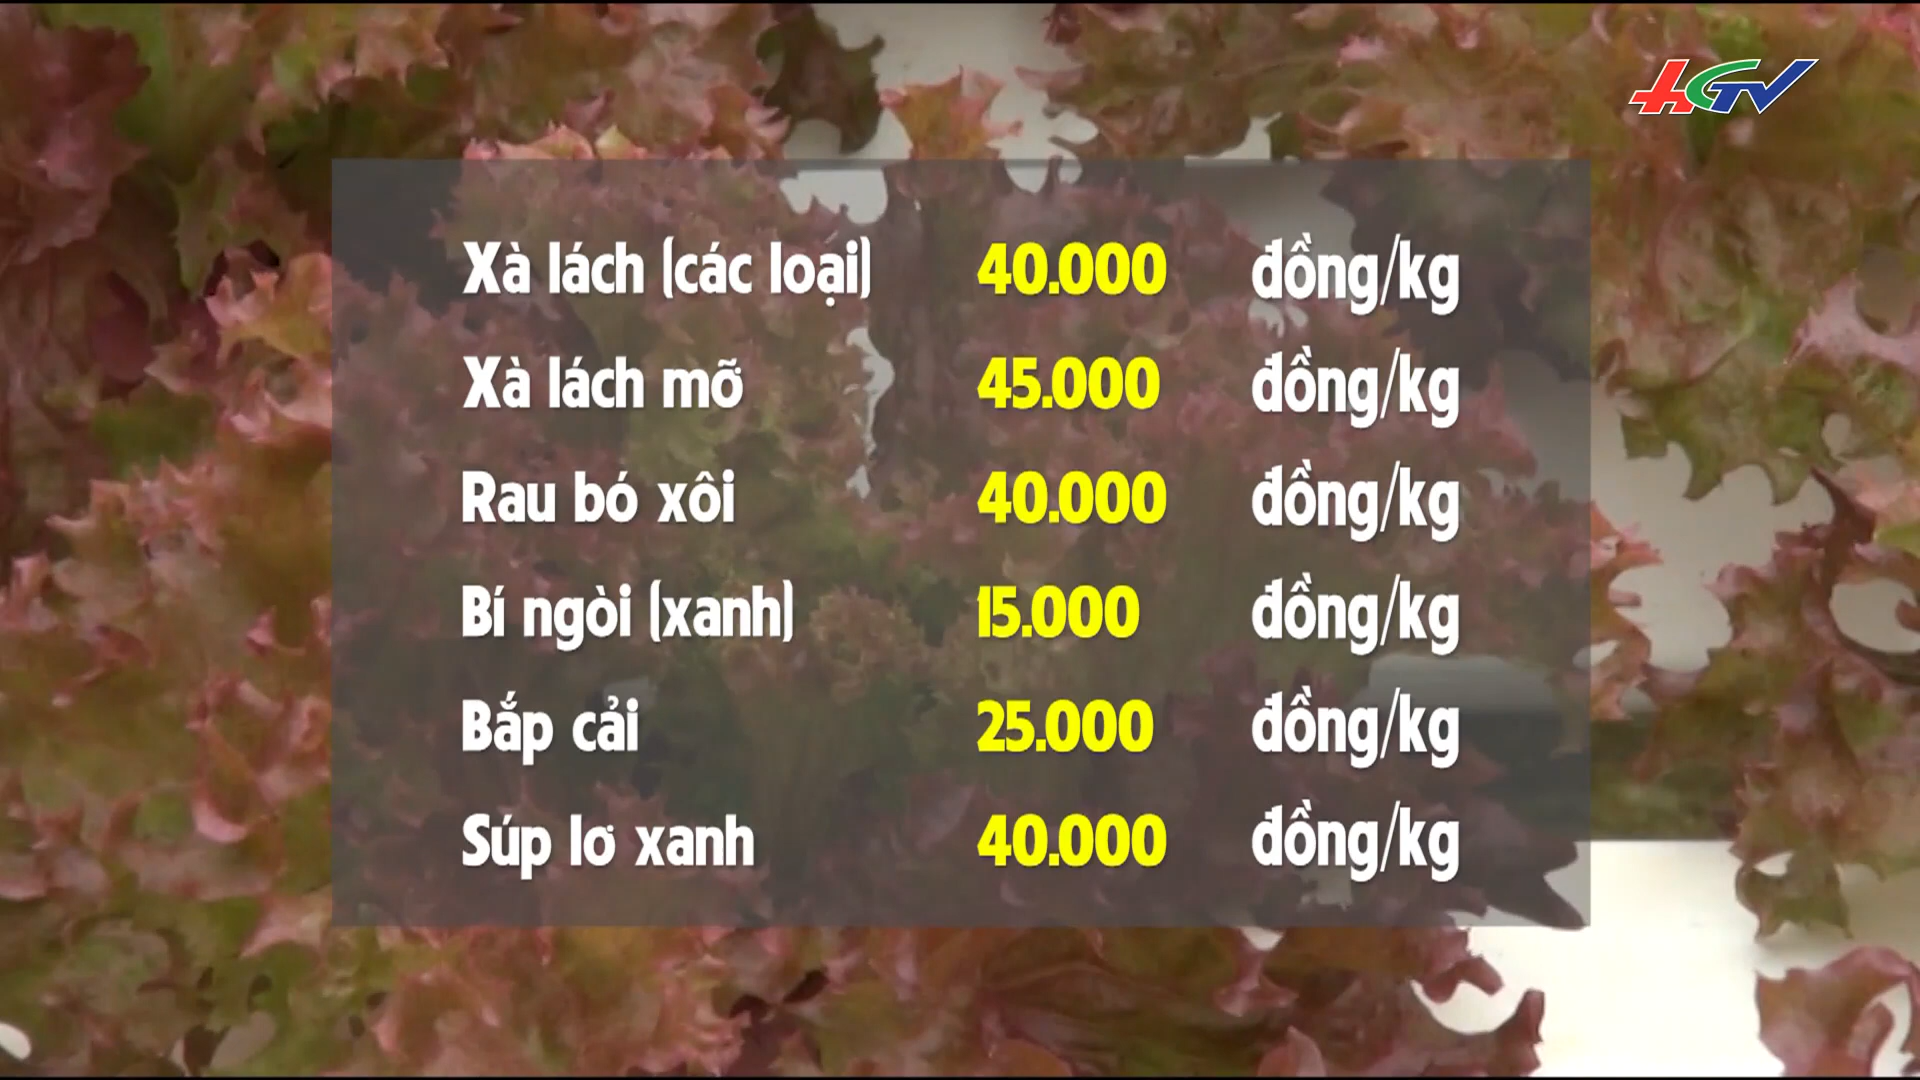 HGTV
Xà lách (các loại) 40.000 đồng/kg
Xà lách mỡ 45.000 đồng/kg
Rau bó xôi 40.000 đồng/kg
Bí ngòi (xanh) 15.000 đồng/kg
Bắp cải 25.000 đồng/kg
Súp lơ xanh 40.000 đồng/kg